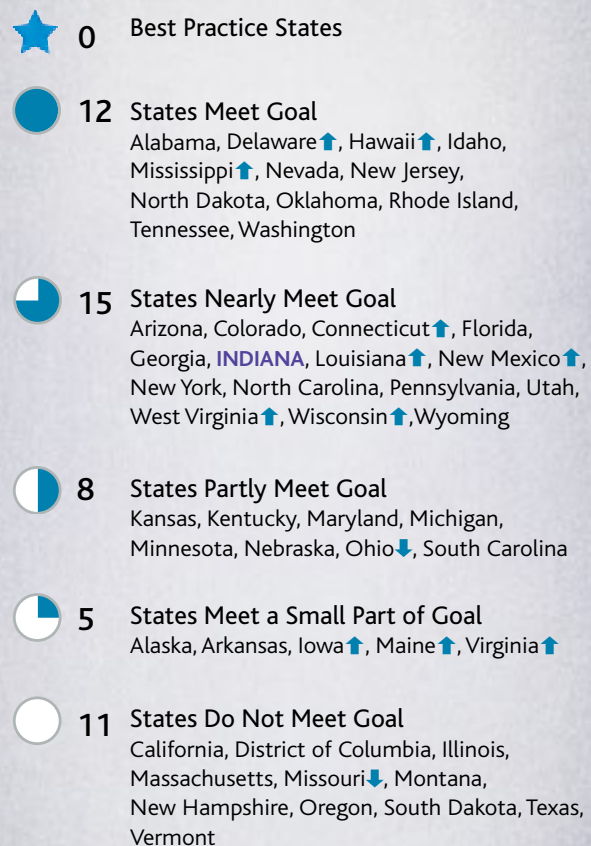 0 Best Practice States
12 States Meet Goal
Alabama, Delaware⬆, Hawaii⬆, Idaho,
Mississippi⬆, Nevada, New Jersey,
North Dakota, Oklahoma, Rhode Island,
Tennessee, Washington
15 States Nearly Meet Goal
Arizona, Colorado, Connecticut⬆, Florida,
Georgia, INDIANA, Louisiana⬆, New Mexico⬆,
New York, North Carolina, Pennsylvania, Utah,
West Virginia⬆, Wisconsin⬆,Wyoming
8 States Partly Meet Goal
Kansas, Kentucky, Maryland, Michigan,
Minnesota, Nebraska, Ohio⬇, South Carolina
5 States Meet a Small Part of Goal
Alaska, Arkansas, Iowa⬆, Maine⬆, Virginia⬆
11 States Do Not Meet Goal
California, District of Columbia, Illinois,
Massachusetts, Missouri⬇, Montana,
New Hampshire, Oregon, South Dakota, Texas,
Vermont